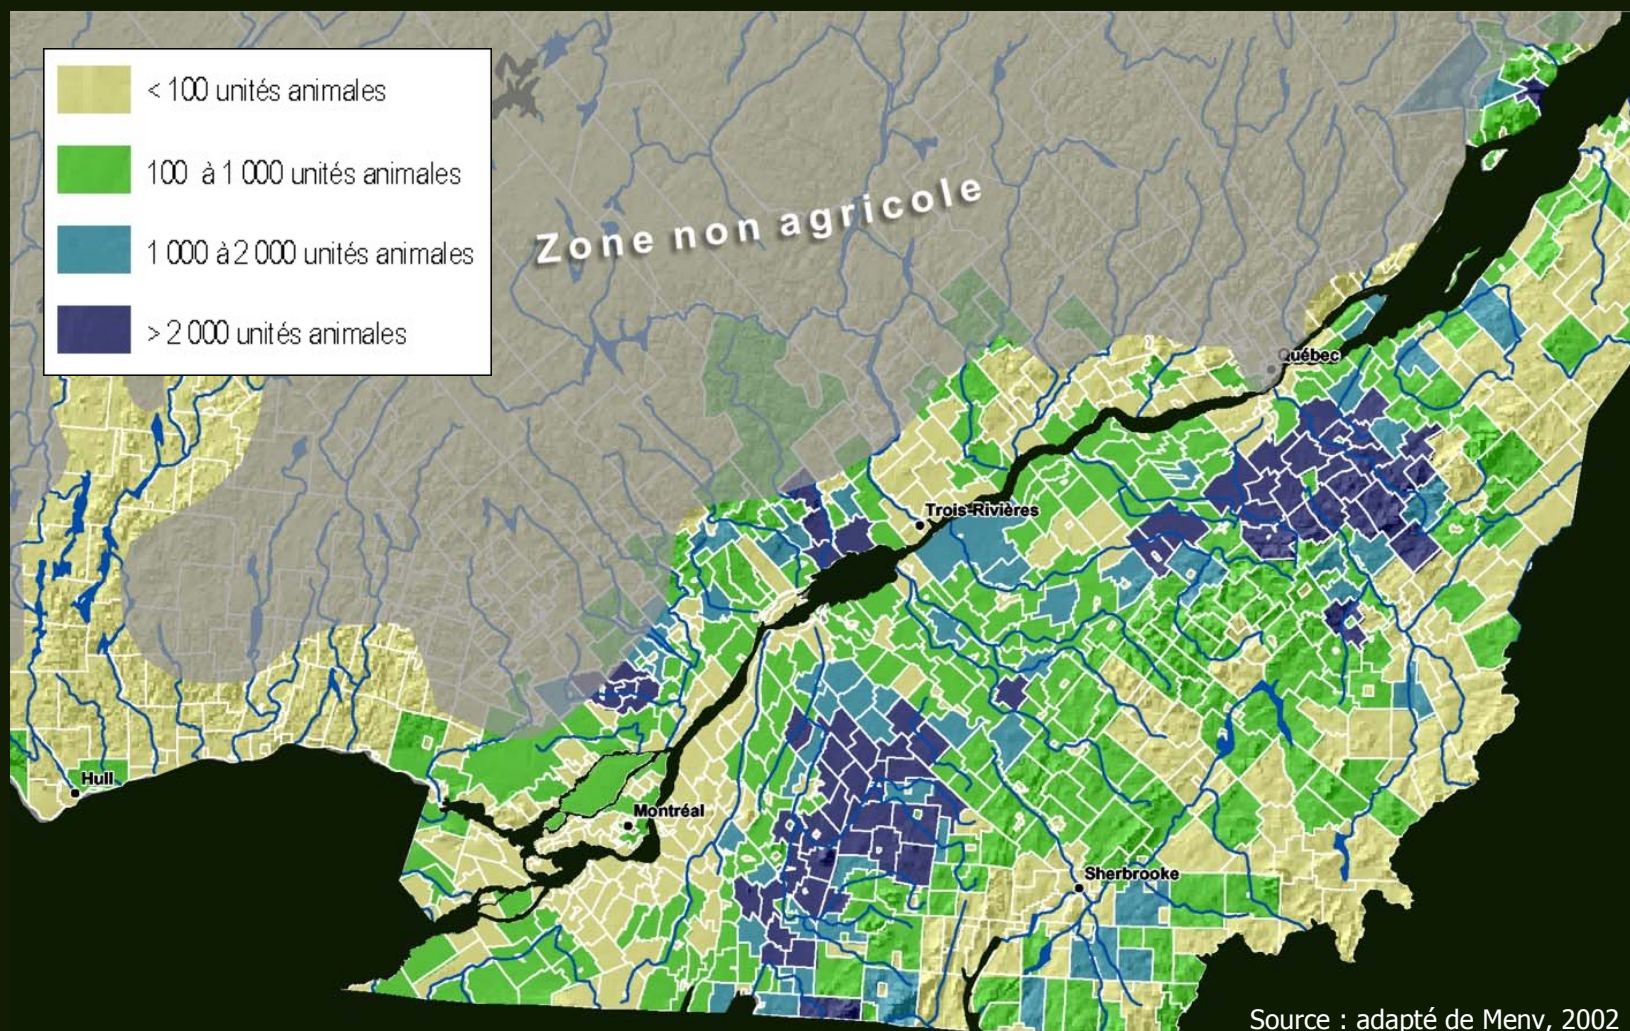 < 100 unités animales
100 à 1 000 unités animales
1 000 à 2 000 unités animales
> 2 000 unités animales
Zone non agricole
Québec
Trois-Rivières
Hull
Montréal
Sherbrooke
Source : adapté de Menv, 2002